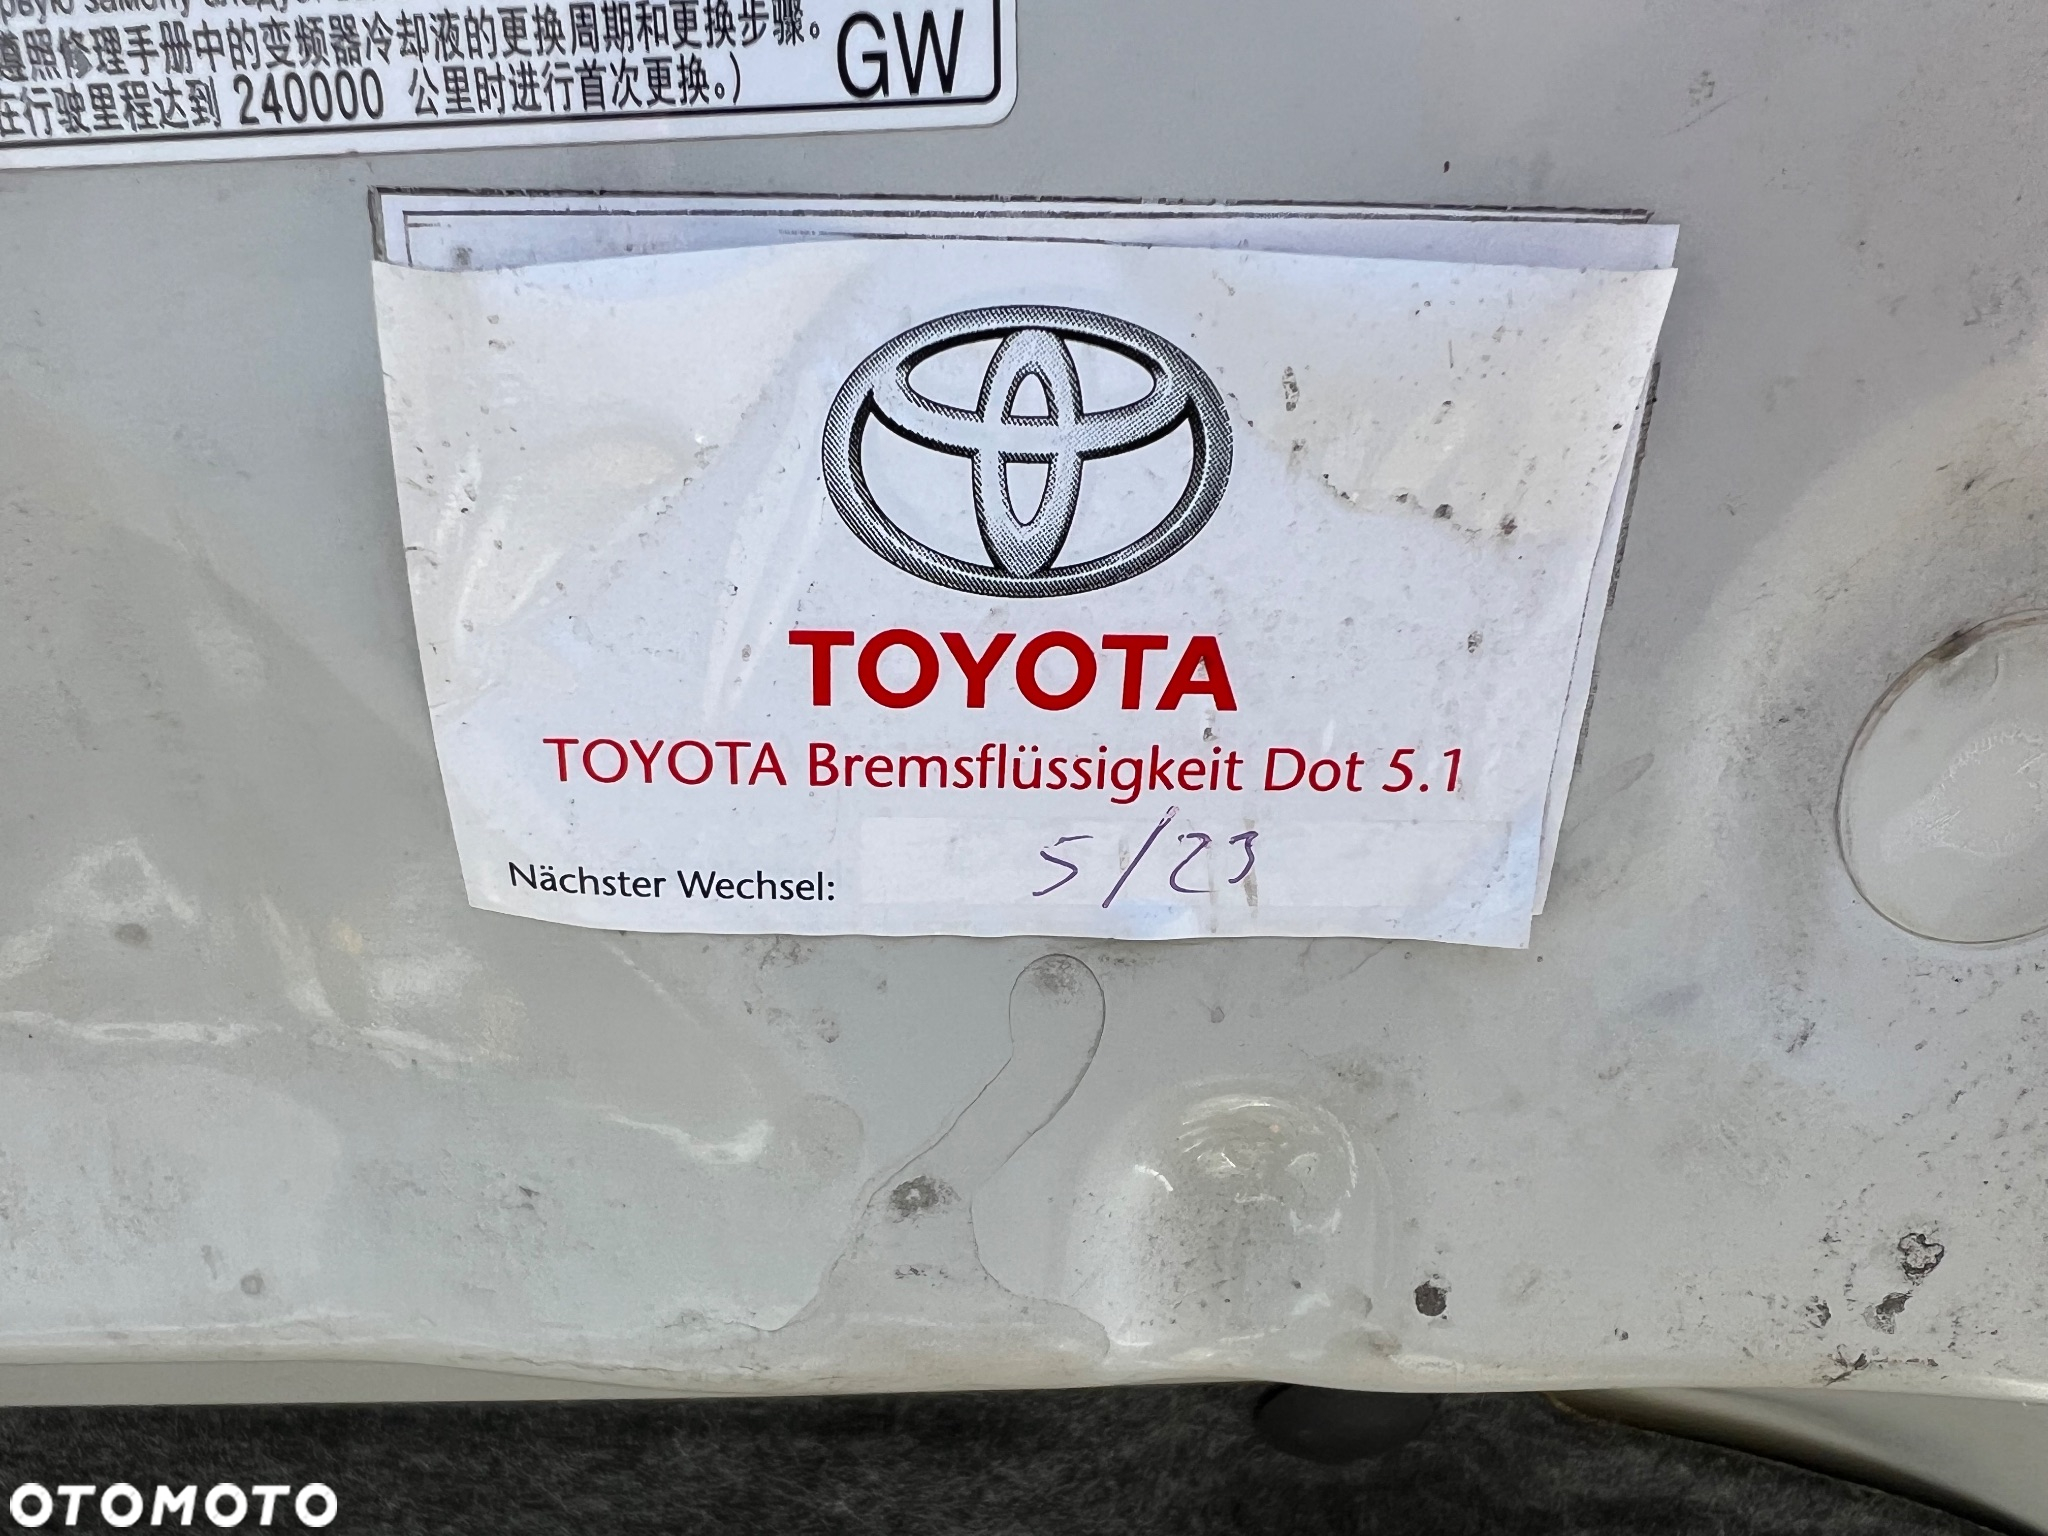 遵照修理手册中的变频器冷却液的更换周期和更换步骤。
在行驶里程达到 240000 公里时进行首次更换。)
GW
TOYOTA
TOYOTA Bremsflüssigkeit Dot 5.1
Nächster Wechsel: 5/23
OTOMOTO